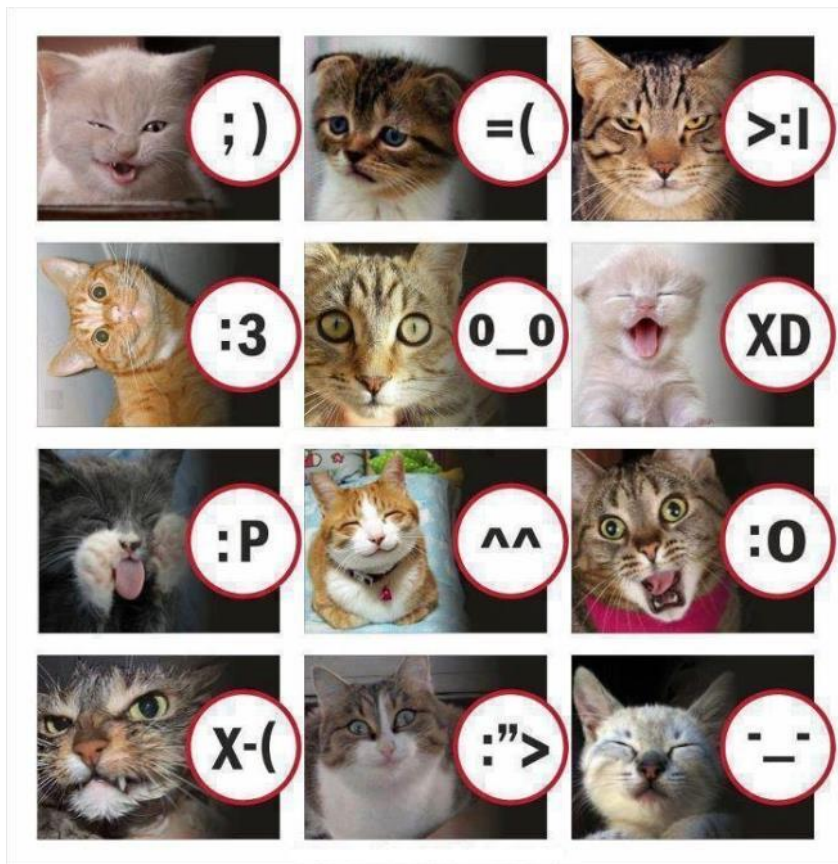 ; )
=(
>:|
:3
0_0
XD
:P
^^
:O
X-(
:”>
-_-